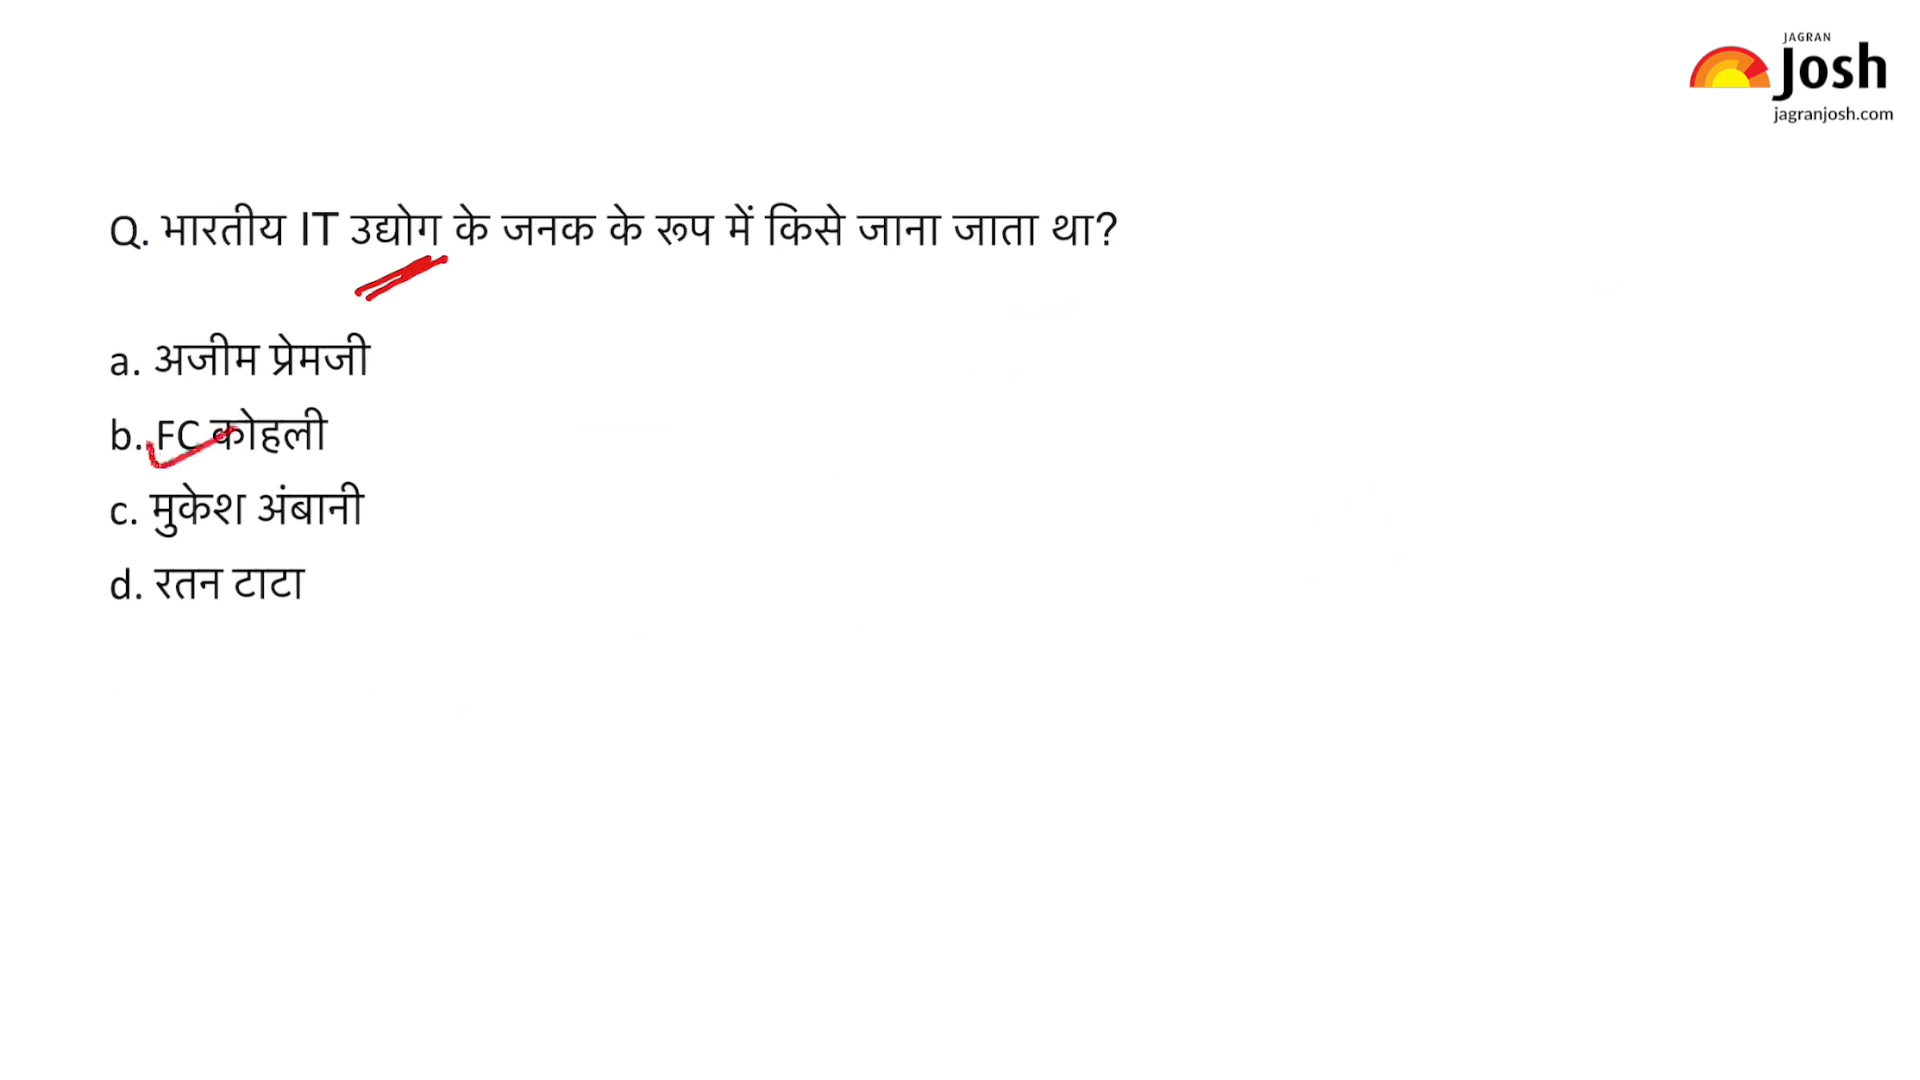 JAGRAN
Josh
jagranjosh.com
Q. भारतीय IT उद्योग के जनक के रूप में किसे जाना जाता था?
a. अजीम प्रेमजी
b. FC कोहली
c. मुकेश अंबानी
d. रतन टाटा